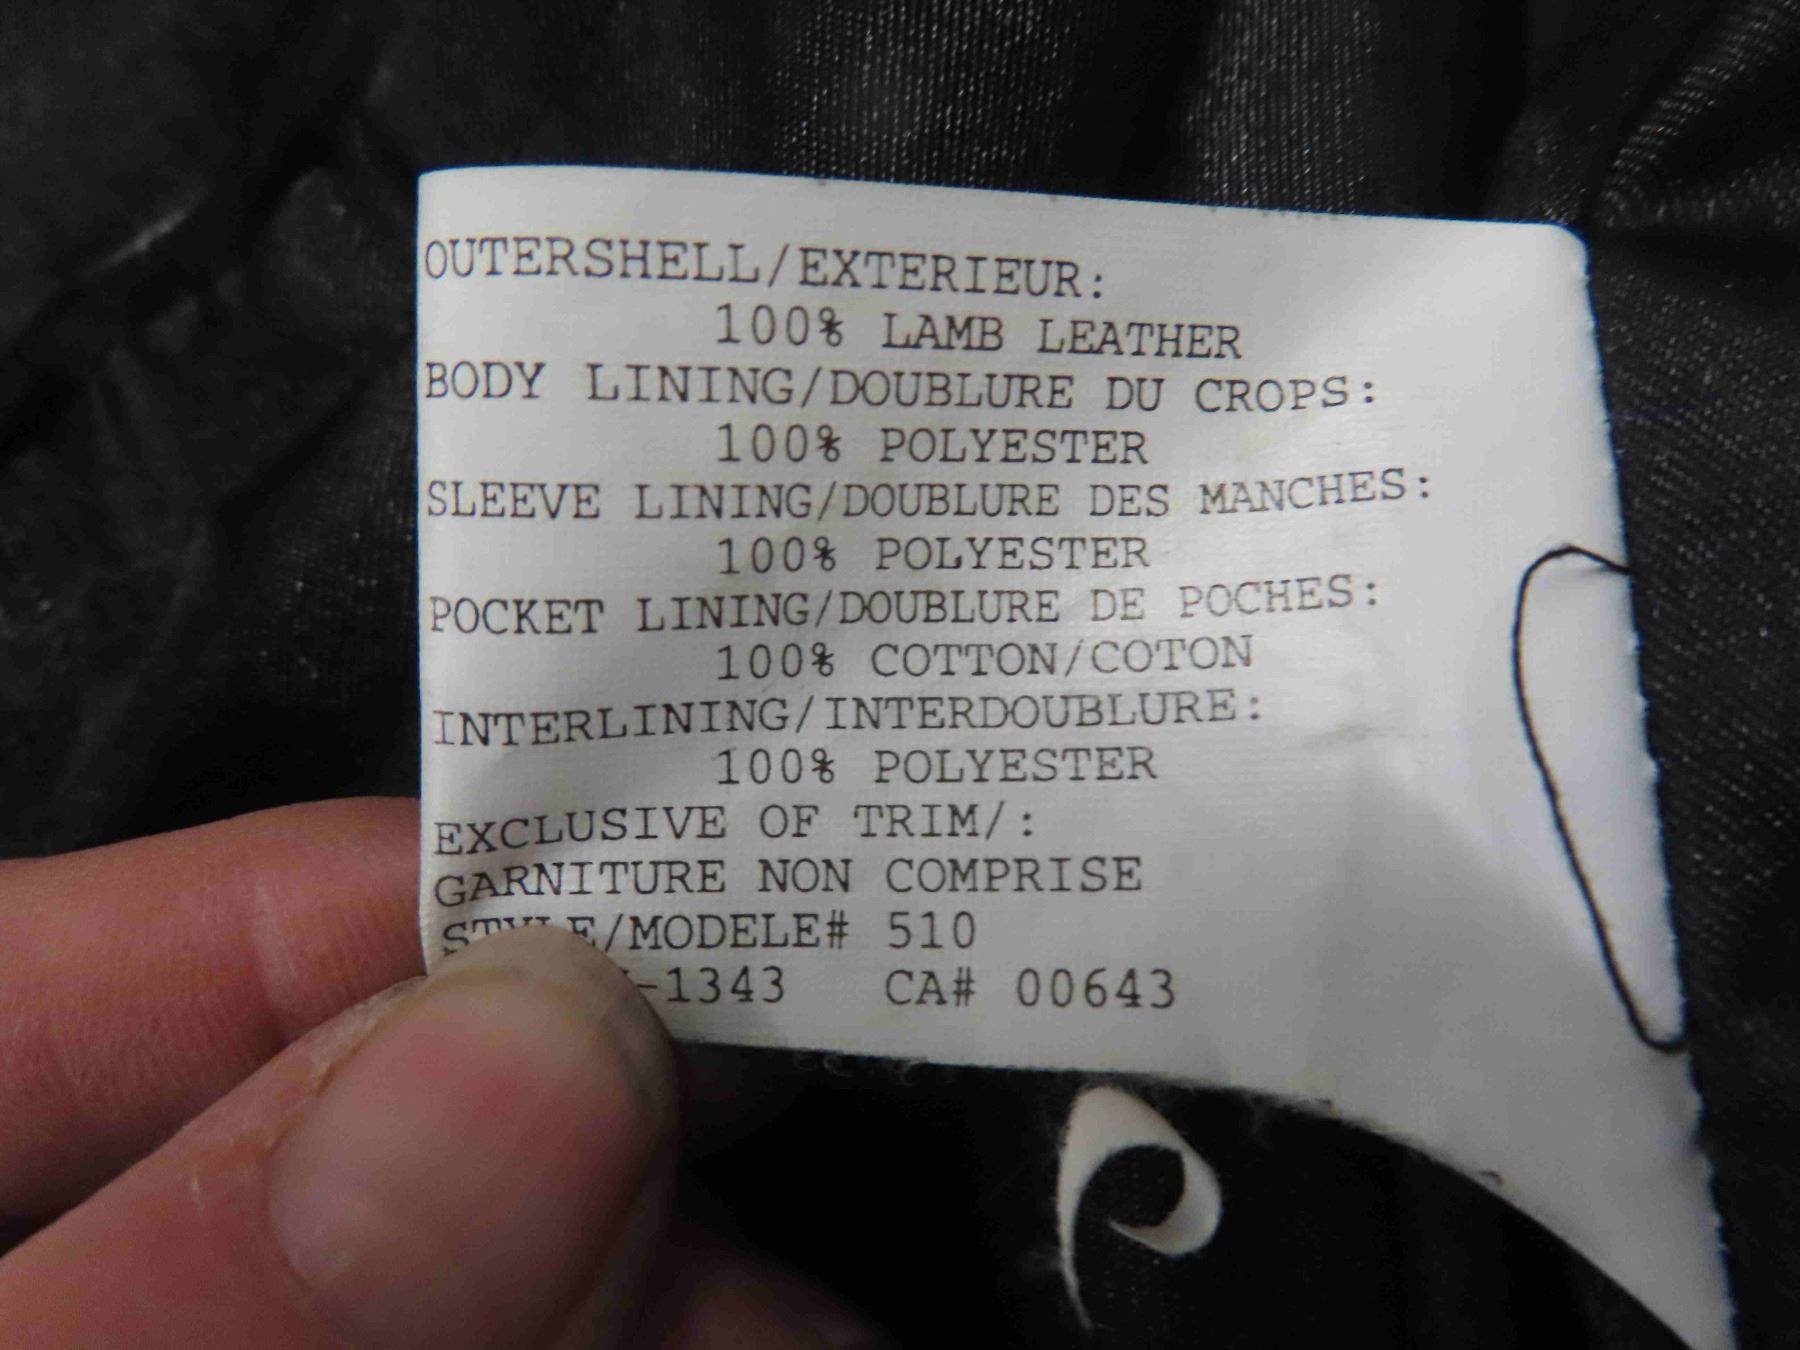 OUTERSHELL/EXTERIEUR:
100% LAMB LEATHER
BODY LINING/DOUBLURE DU CROPS:
100% POLYESTER
SLEEVE LINING/DOUBLURE DES MANCHES:
100% POLYESTER
POCKET LINING/DOUBLURE DE POCHES:
100% COTTON/COTON
INTERLINING/INTERDOUBLURE:
100% POLYESTER
EXCLUSIVE OF TRIM/:
GARNITURE NON COMPRISE
STYLE/MODELE# 510
-1343 CA# 00643